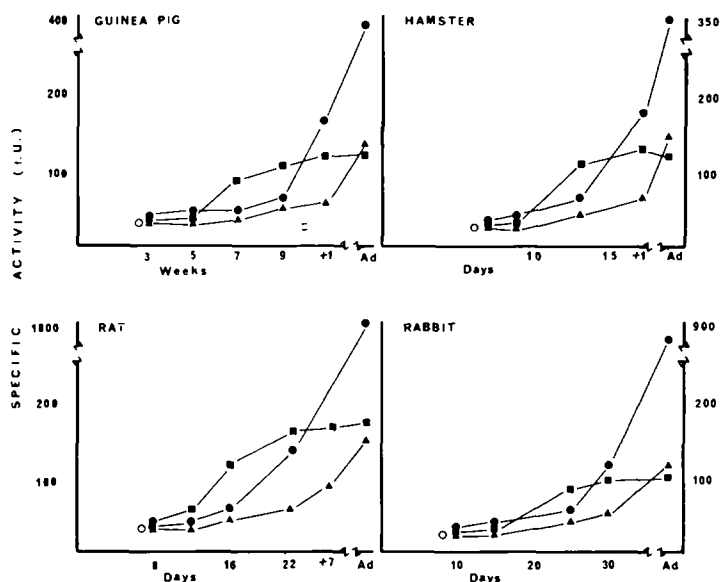 GUINEA PIG
400
200
100
3 5 7 9 +1 Ad
Weeks
HAMSTER
350
200
100
10 15 +1 Ad
Days
ACTIVITY (r.U.)
SPECIFIC
RAT
1800
200
100
8 16 22 +7 Ad
Days
RABBIT
900
200
100
10 20 30 Ad
Days